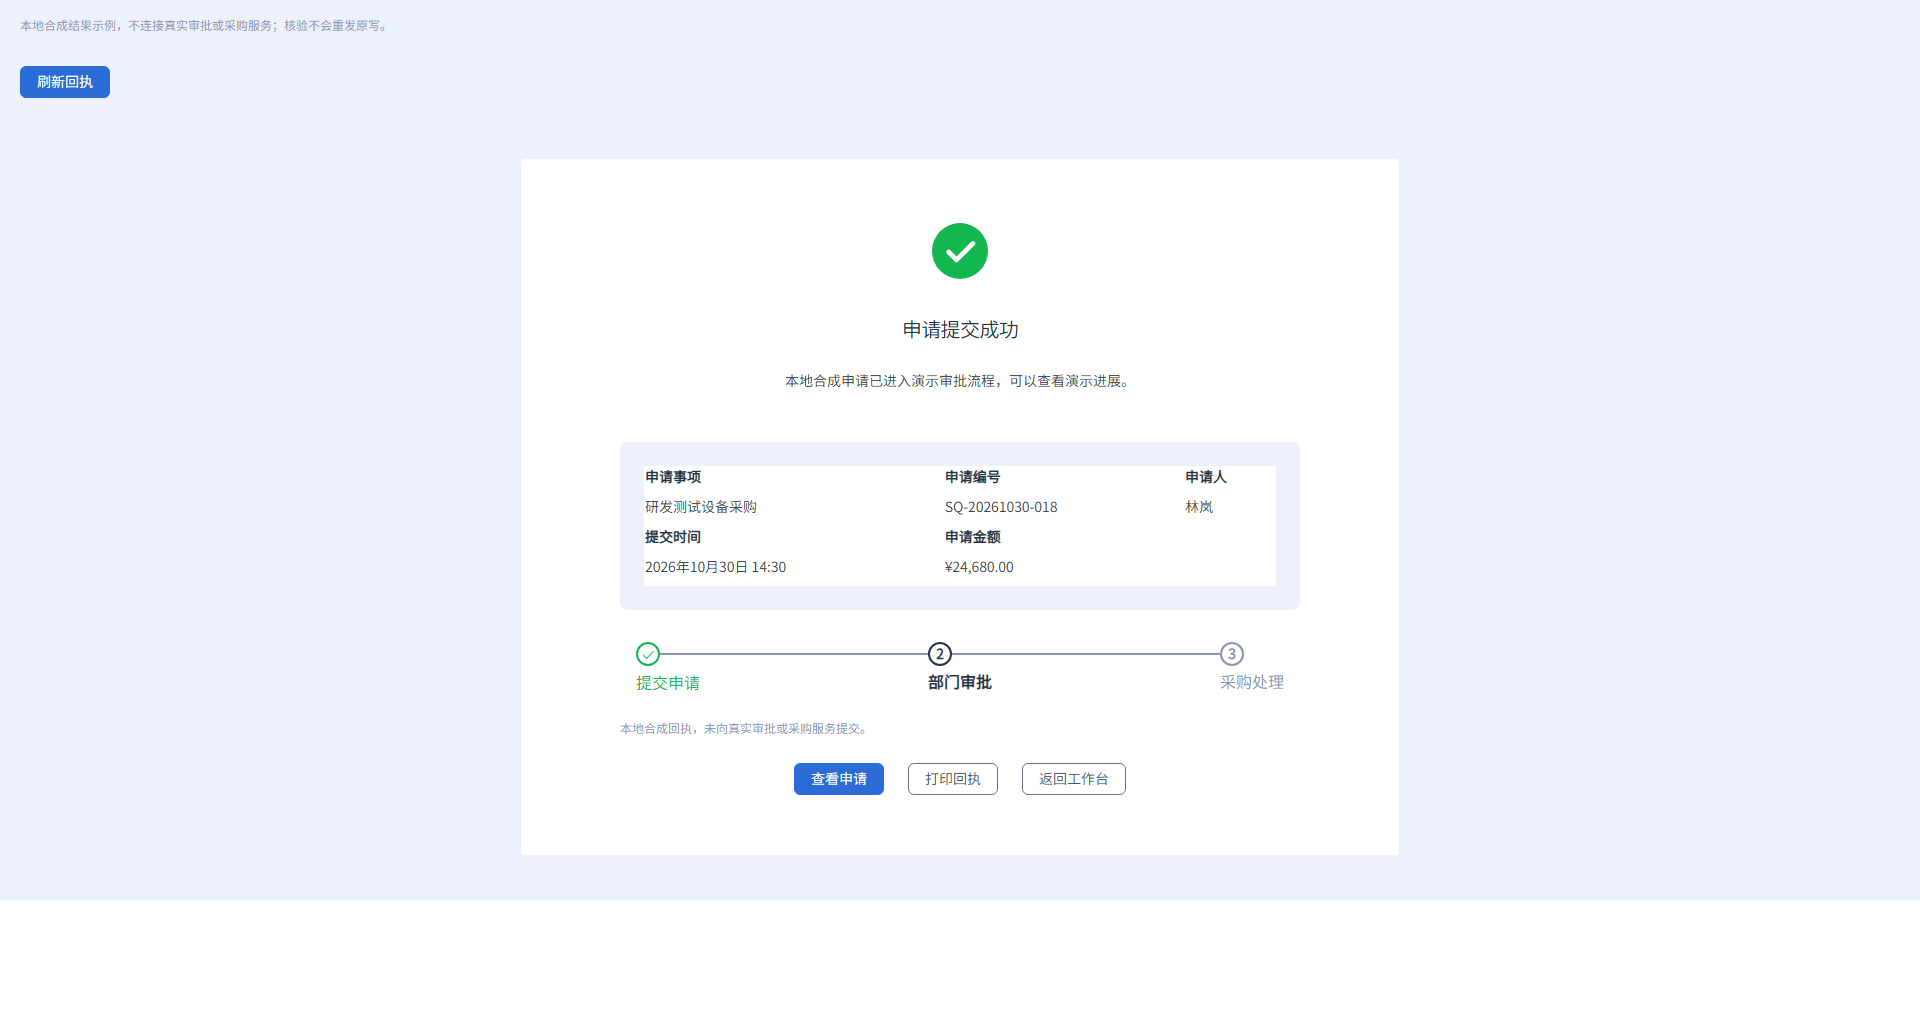 本地合成结果示例，不连接真实审批或采购服务；核验不会重发原写。
刷新回执
申请提交成功
本地合成申请已进入演示审批流程，可以查看演示进展。
申请事项 申请编号 申请人
研发测试设备采购 SQ-20261030-018 林岚
提交时间 申请金额
2026年10月30日 14:30 ¥24,680.00
2 3
提交申请 部门审批 采购处理
本地合成回执，未向真实审批或采购服务提交。
查看申请 打印回执 返回工作台